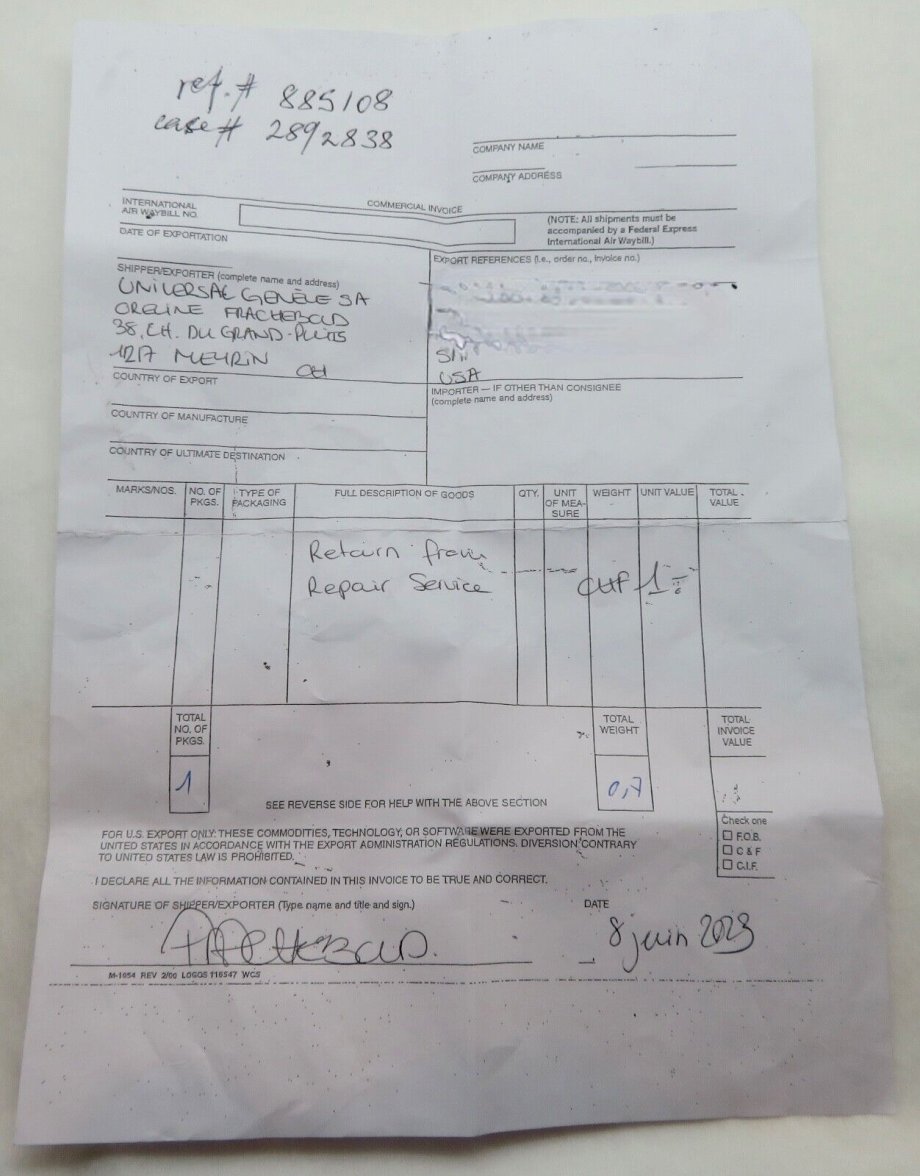 ref. # 885108
case # 2892838
COMPANY NAME
COMPANY ADDRESS
INTERNATIONAL
AIR WAYBILL NO.
COMMERCIAL INVOICE
(NOTE: All shipments must be
accompanied by a Federal Express
International Air Waybill.)
DATE OF EXPORTATION
EXPORT REFERENCES (i.e., order no., invoice no.)
SHIPPER/EXPORTER (complete name and address)
UNIVERSAL GENÈVE SA
ORELINE FRACHEBOUD
38, CH. DU GRAND-PUITS
1217 MEYRIN
CH
USA
COUNTRY OF EXPORT
IMPORTER — IF OTHER THAN CONSIGNEE
(complete name and address)
COUNTRY OF MANUFACTURE
COUNTRY OF ULTIMATE DESTINATION
MARKS/NOS.
NO. OF
PKGS.
TYPE OF
PACKAGING
FULL DESCRIPTION OF GOODS
QTY.
UNIT
OF MEA-
SURE
WEIGHT
UNIT VALUE
TOTAL
VALUE
Return from
Repair Service
CHF 1.-
TOTAL
NO. OF
PKGS.
TOTAL
WEIGHT
TOTAL
INVOICE
VALUE
1
0,7
SEE REVERSE SIDE FOR HELP WITH THE ABOVE SECTION
Check one
F.O.B.
C & F
C.I.F.
FOR U.S. EXPORT ONLY: THESE COMMODITIES, TECHNOLOGY, OR SOFTWARE WERE EXPORTED FROM THE
UNITED STATES IN ACCORDANCE WITH THE EXPORT ADMINISTRATION REGULATIONS. DIVERSION CONTRARY
TO UNITED STATES LAW IS PROHIBITED.
I DECLARE ALL THE INFORMATION CONTAINED IN THIS INVOICE TO BE TRUE AND CORRECT.
SIGNATURE OF SHIPPER/EXPORTER (Type name and title and sign.)
DATE
8 juin 2023
M-1054 REV 2/00 LOGOS 116547 WCS